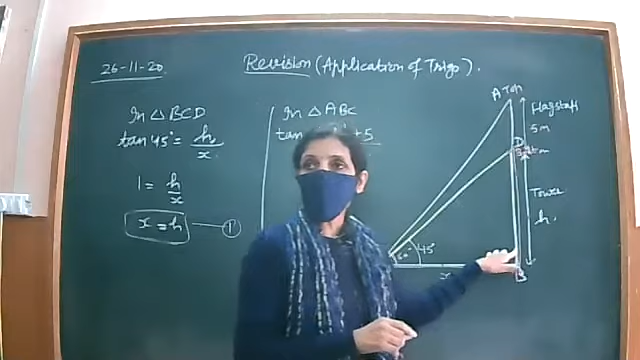 26-11-20
Revision (Application of Trigo).
In △BCD
tan 45° = h/x
1 = h/x
x = h — ①
In △ABC
tan +5
A Top
Flagstaff
5 m
D
Tower
h.
60° 45°
x
B